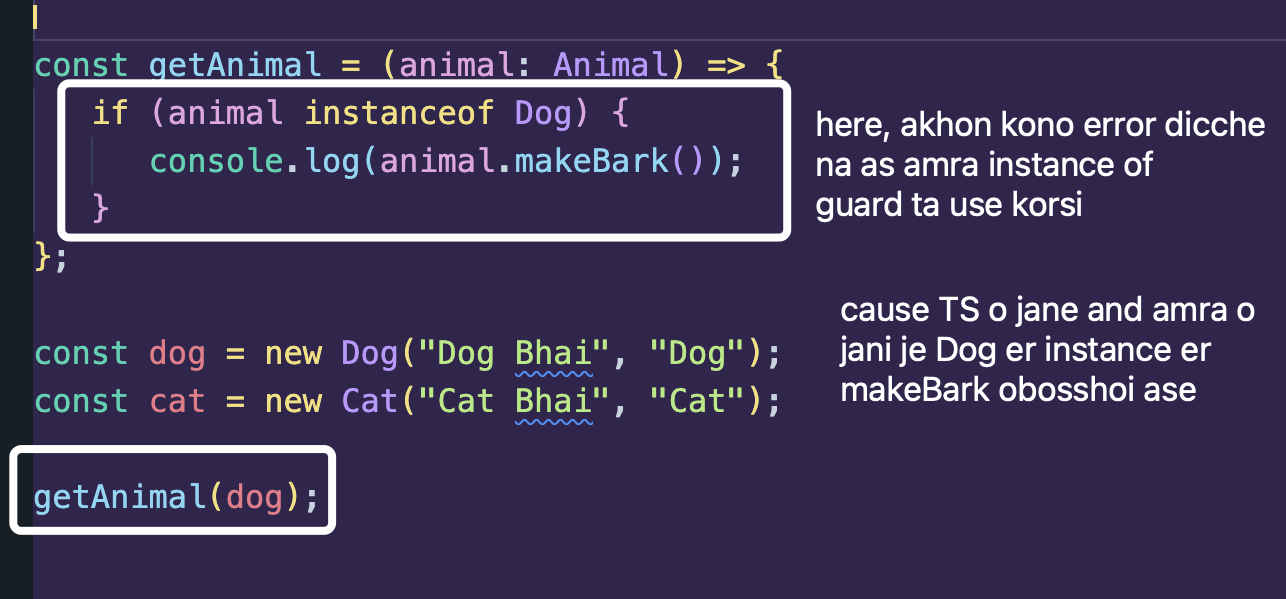 const getAnimal = (animal: Animal) => {
if (animal instanceof Dog) {
console.log(animal.makeBark());
}
};
here, akhon kono error dicche
na as amra instance of
guard ta use korsi
cause TS o jane and amra o
jani je Dog er instance er
makeBark obosshoi ase
const dog = new Dog("Dog Bhai", "Dog");
const cat = new Cat("Cat Bhai", "Cat");
getAnimal(dog);